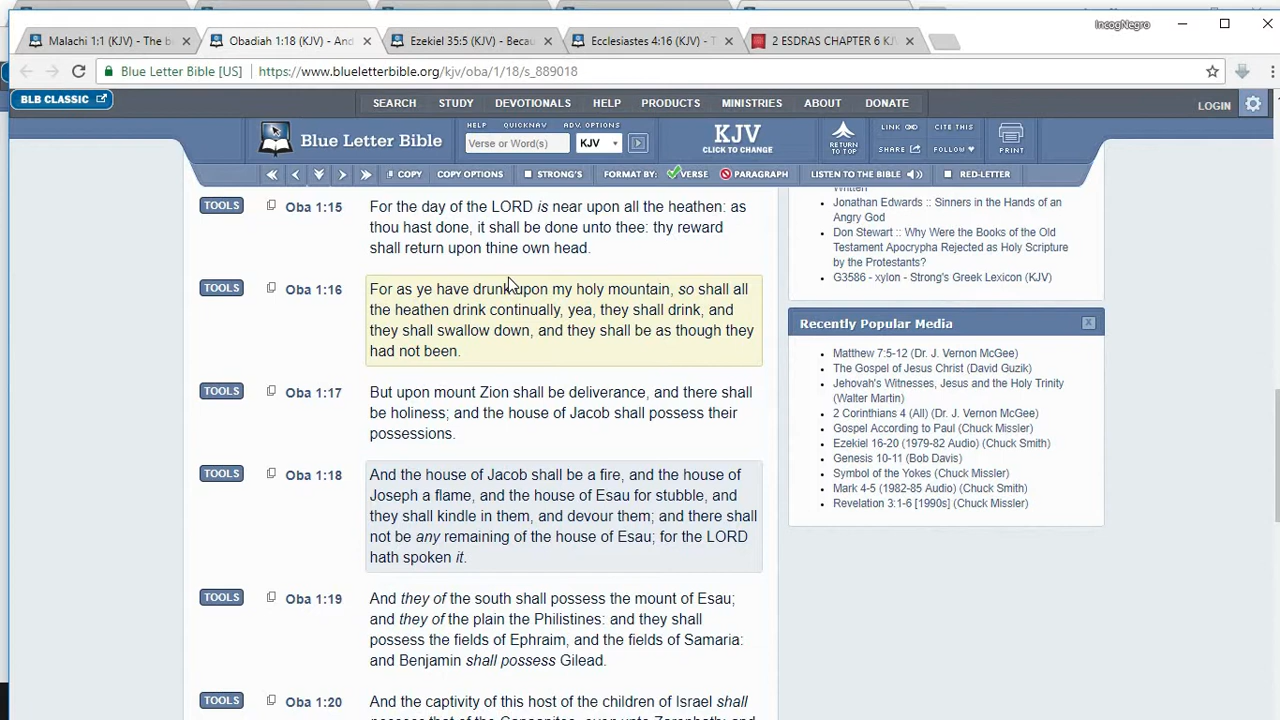 IncogNegro
Malachi 1:1 (KJV) - The b
Obadiah 1:18 (KJV) - And
Ezekiel 35:5 (KJV) - Becau
Ecclesiastes 4:16 (KJV) - T
2 ESDRAS CHAPTER 6 K
Blue Letter Bible [US]
https://www.blueletterbible.org/kjv/oba/1/18/s_889018
BLB CLASSIC
SEARCH STUDY DEVOTIONALS HELP PRODUCTS MINISTRIES ABOUT DONATE
LOGIN
Blue Letter Bible
HELP QUICKNAV ADV. OPTIONS
Verse or Word(s) KJV
KJV
CLICK TO CHANGE
RETURN
TO TOP
LINK CITE THIS
SHARE FOLLOW
PRINT
COPY COPY OPTIONS STRONG'S FORMAT BY: VERSE PARAGRAPH LISTEN TO THE BIBLE RED-LETTER
TOOLS Oba 1:15 For the day of the LORD is near upon all the heathen: as
thou hast done, it shall be done unto thee: thy reward
shall return upon thine own head.
TOOLS Oba 1:16 For as ye have drunk upon my holy mountain, so shall all
the heathen drink continually, yea, they shall drink, and
they shall swallow down, and they shall be as though they
had not been.
TOOLS Oba 1:17 But upon mount Zion shall be deliverance, and there shall
be holiness; and the house of Jacob shall possess their
possessions.
TOOLS Oba 1:18 And the house of Jacob shall be a fire, and the house of
Joseph a flame, and the house of Esau for stubble, and
they shall kindle in them, and devour them; and there shall
not be any remaining of the house of Esau; for the LORD
hath spoken it.
TOOLS Oba 1:19 And they of the south shall possess the mount of Esau;
and they of the plain the Philistines: and they shall
possess the fields of Ephraim, and the fields of Samaria:
and Benjamin shall possess Gilead.
TOOLS Oba 1:20 And the captivity of this host of the children of Israel shall
Written
Jonathan Edwards :: Sinners in the Hands of an
Angry God
Don Stewart :: Why Were the Books of the Old
Testament Apocrypha Rejected as Holy Scripture
by the Protestants?
G3586 - xylon - Strong's Greek Lexicon (KJV)
Recently Popular Media
Matthew 7:5-12 (Dr. J. Vernon McGee)
The Gospel of Jesus Christ (David Guzik)
Jehovah's Witnesses, Jesus and the Holy Trinity
(Walter Martin)
2 Corinthians 4 (All) (Dr. J. Vernon McGee)
Gospel According to Paul (Chuck Missler)
Ezekiel 16-20 (1979-82 Audio) (Chuck Smith)
Genesis 10-11 (Bob Davis)
Symbol of the Yokes (Chuck Missler)
Mark 4-5 (1982-85 Audio) (Chuck Smith)
Revelation 3:1-6 [1990s] (Chuck Missler)